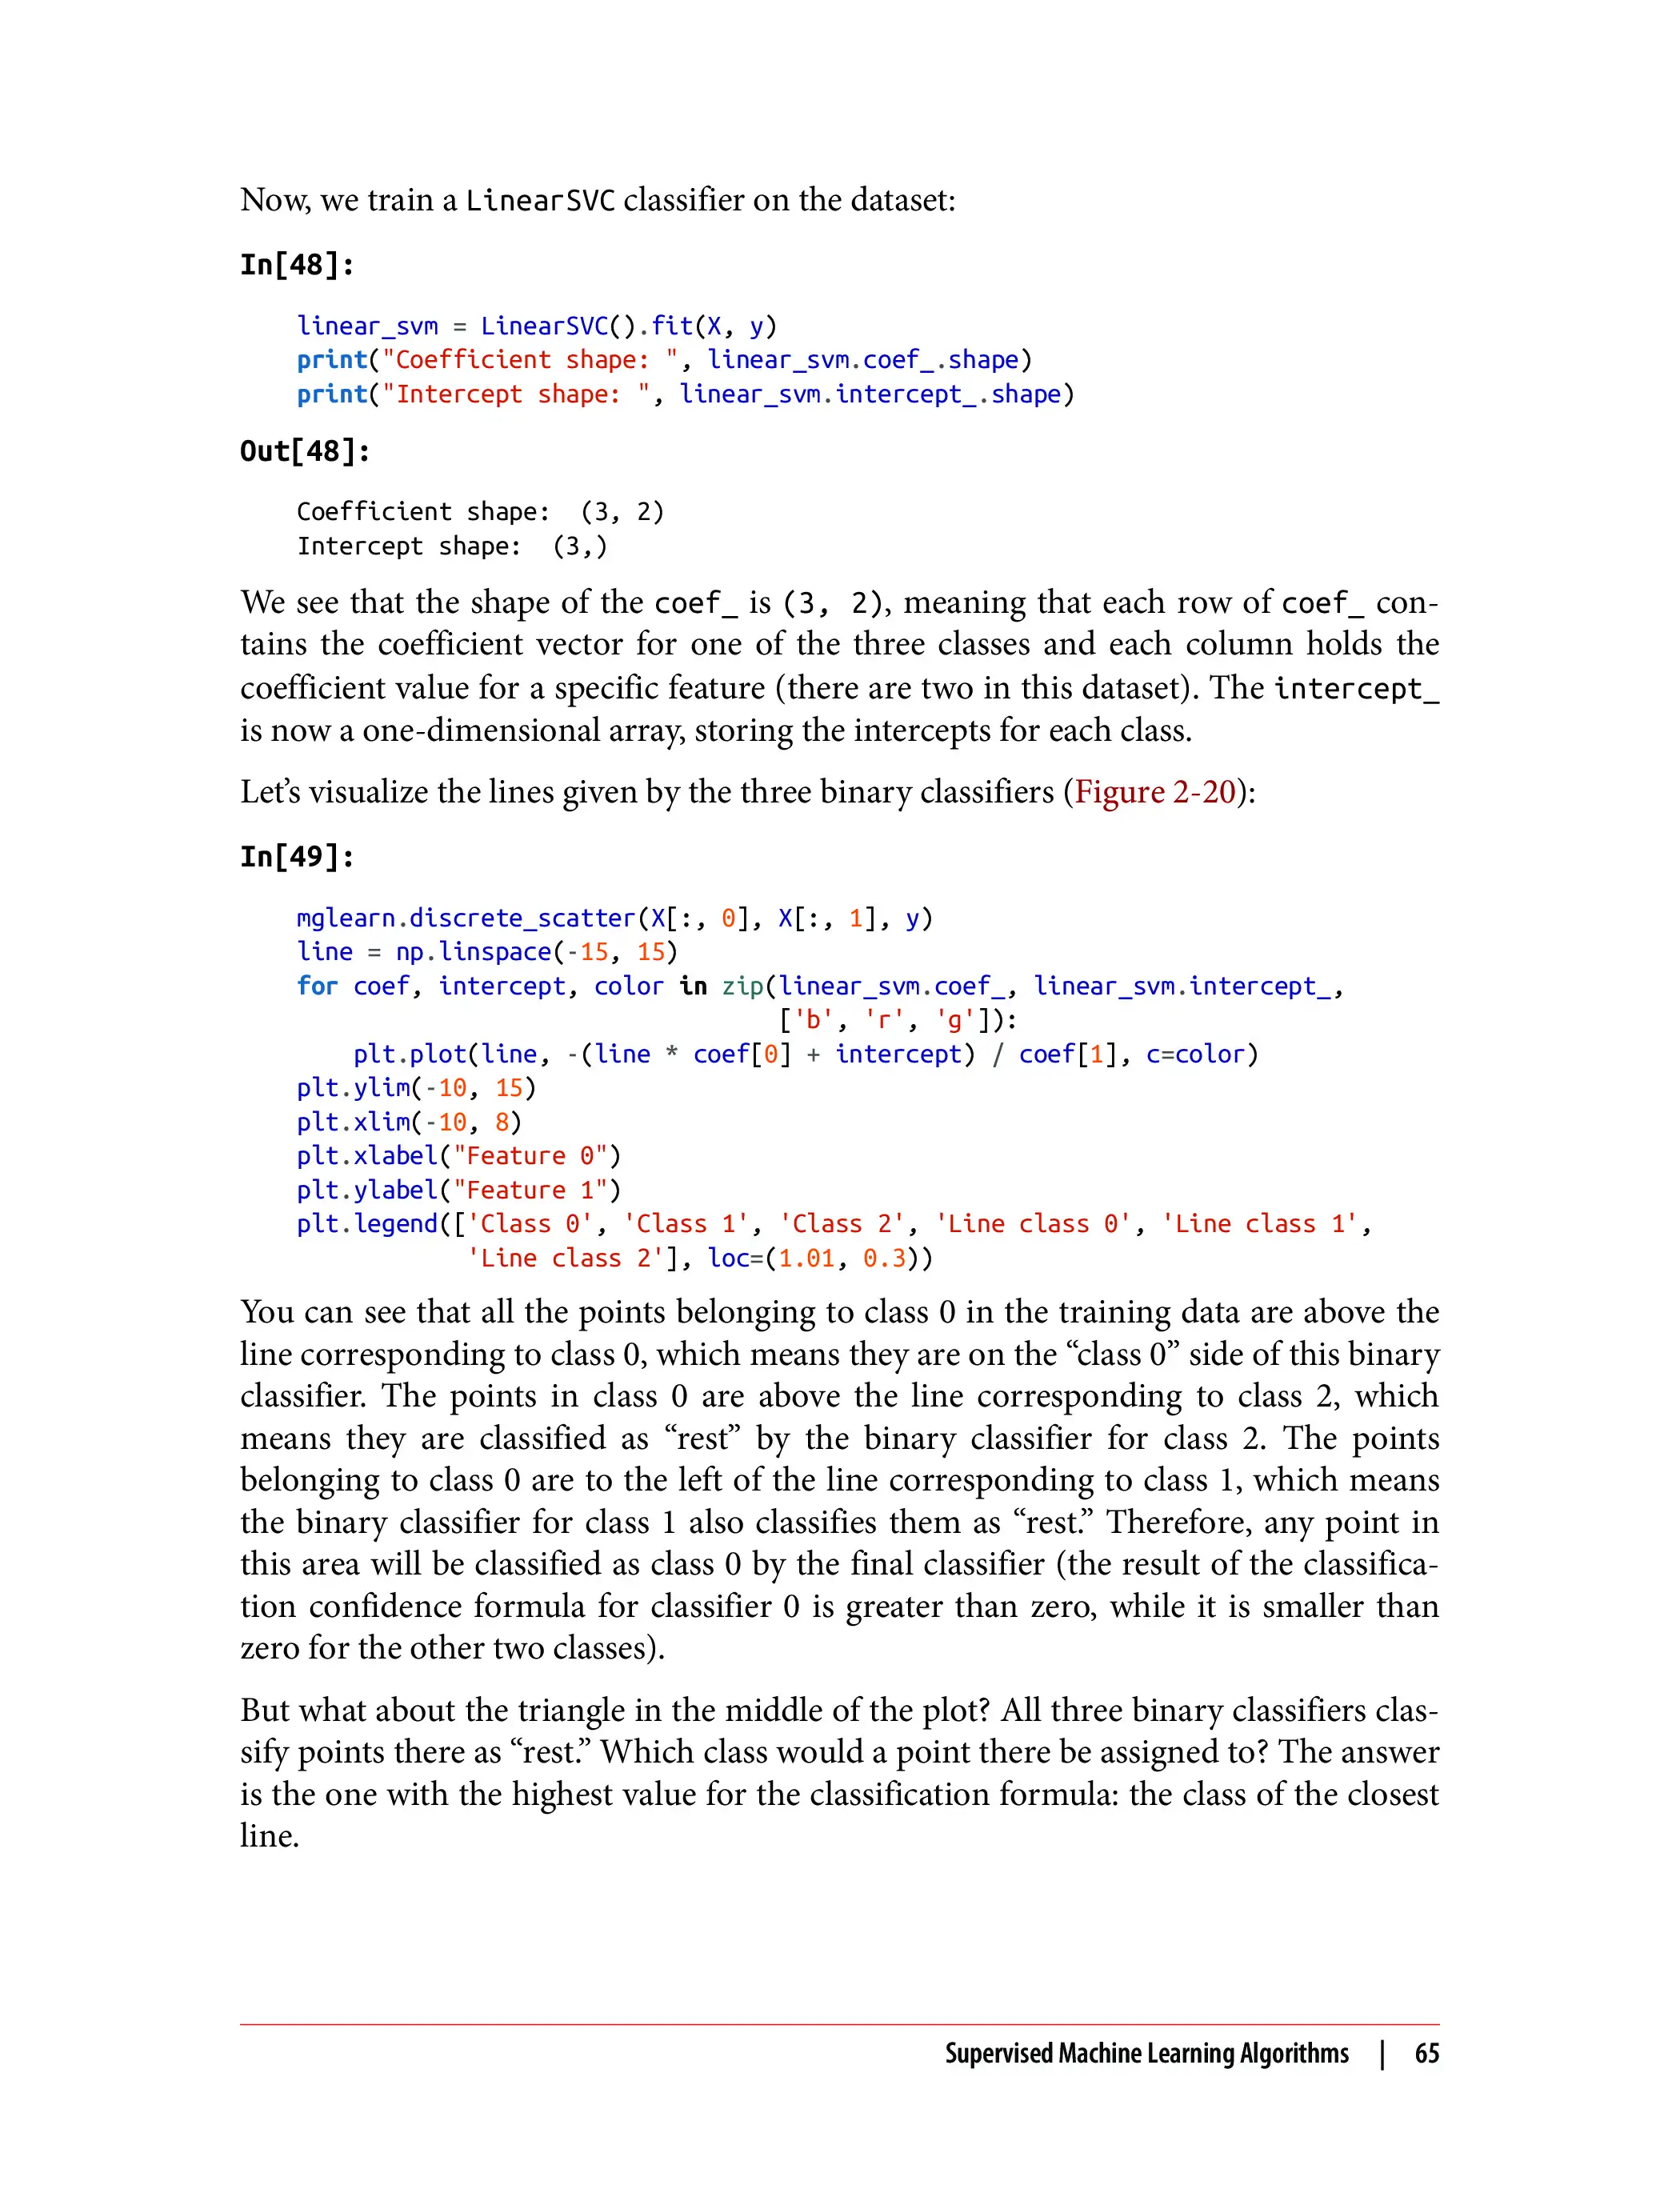 Now, we train a LinearSVC classifier on the dataset:
In[48]:
linear_svm = LinearSVC().fit(X, y)
print("Coefficient shape: ", linear_svm.coef_.shape)
print("Intercept shape: ", linear_svm.intercept_.shape)
Out[48]:
Coefficient shape:  (3, 2)
Intercept shape:  (3,)
We see that the shape of the coef_ is (3, 2), meaning that each row of coef_ con-
tains the coefficient vector for one of the three classes and each column holds the
coefficient value for a specific feature (there are two in this dataset). The intercept_
is now a one-dimensional array, storing the intercepts for each class.
Let’s visualize the lines given by the three binary classifiers (Figure 2-20):
In[49]:
mglearn.discrete_scatter(X[:, 0], X[:, 1], y)
line = np.linspace(-15, 15)
for coef, intercept, color in zip(linear_svm.coef_, linear_svm.intercept_,
                                  ['b', 'r', 'g']):
    plt.plot(line, -(line * coef[0] + intercept) / coef[1], c=color)
plt.ylim(-10, 15)
plt.xlim(-10, 8)
plt.xlabel("Feature 0")
plt.ylabel("Feature 1")
plt.legend(['Class 0', 'Class 1', 'Class 2', 'Line class 0', 'Line class 1',
            'Line class 2'], loc=(1.01, 0.3))
You can see that all the points belonging to class 0 in the training data are above the
line corresponding to class 0, which means they are on the “class 0” side of this binary
classifier. The points in class 0 are above the line corresponding to class 2, which
means they are classified as “rest” by the binary classifier for class 2. The points
belonging to class 0 are to the left of the line corresponding to class 1, which means
the binary classifier for class 1 also classifies them as “rest.” Therefore, any point in
this area will be classified as class 0 by the final classifier (the result of the classifica-
tion confidence formula for classifier 0 is greater than zero, while it is smaller than
zero for the other two classes).
But what about the triangle in the middle of the plot? All three binary classifiers clas-
sify points there as “rest.” Which class would a point there be assigned to? The answer
is the one with the highest value for the classification formula: the class of the closest
line.
Supervised Machine Learning Algorithms | 65